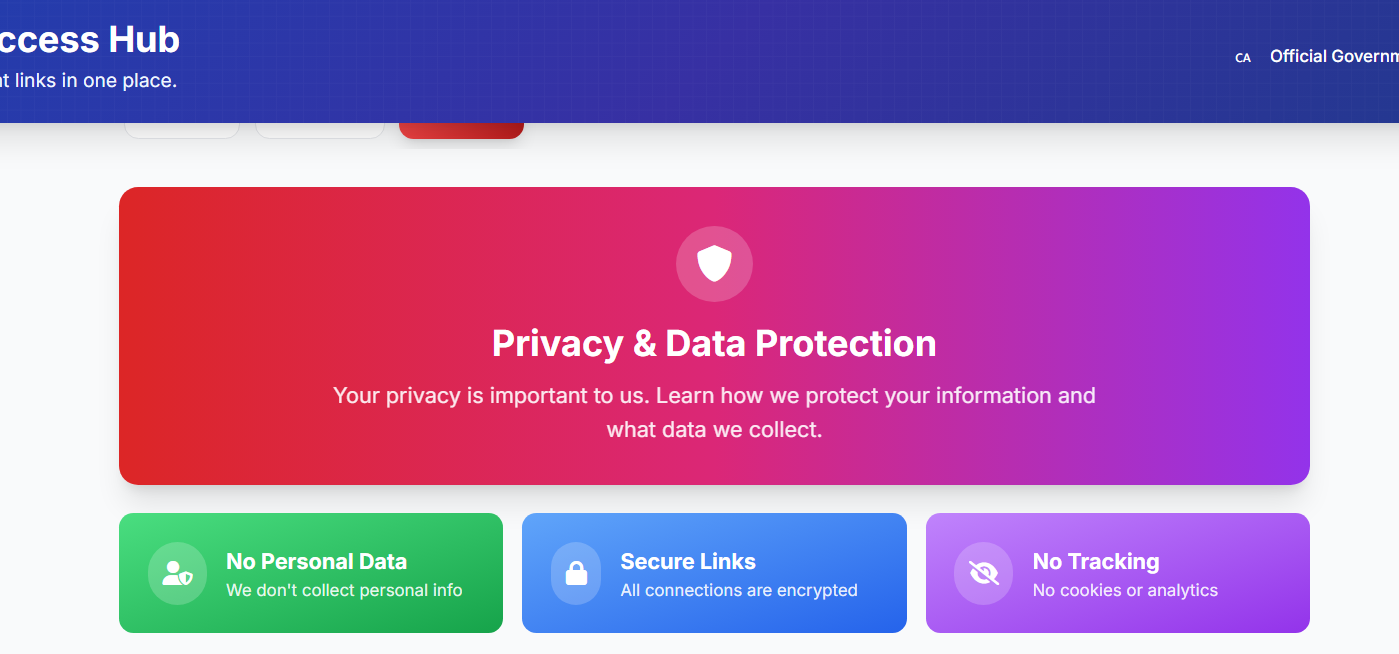 ccess Hub
t links in one place.
CA Official Governm
Privacy & Data Protection
Your privacy is important to us. Learn how we protect your information and
what data we collect.
No Personal Data
We don't collect personal info
Secure Links
All connections are encrypted
No Tracking
No cookies or analytics